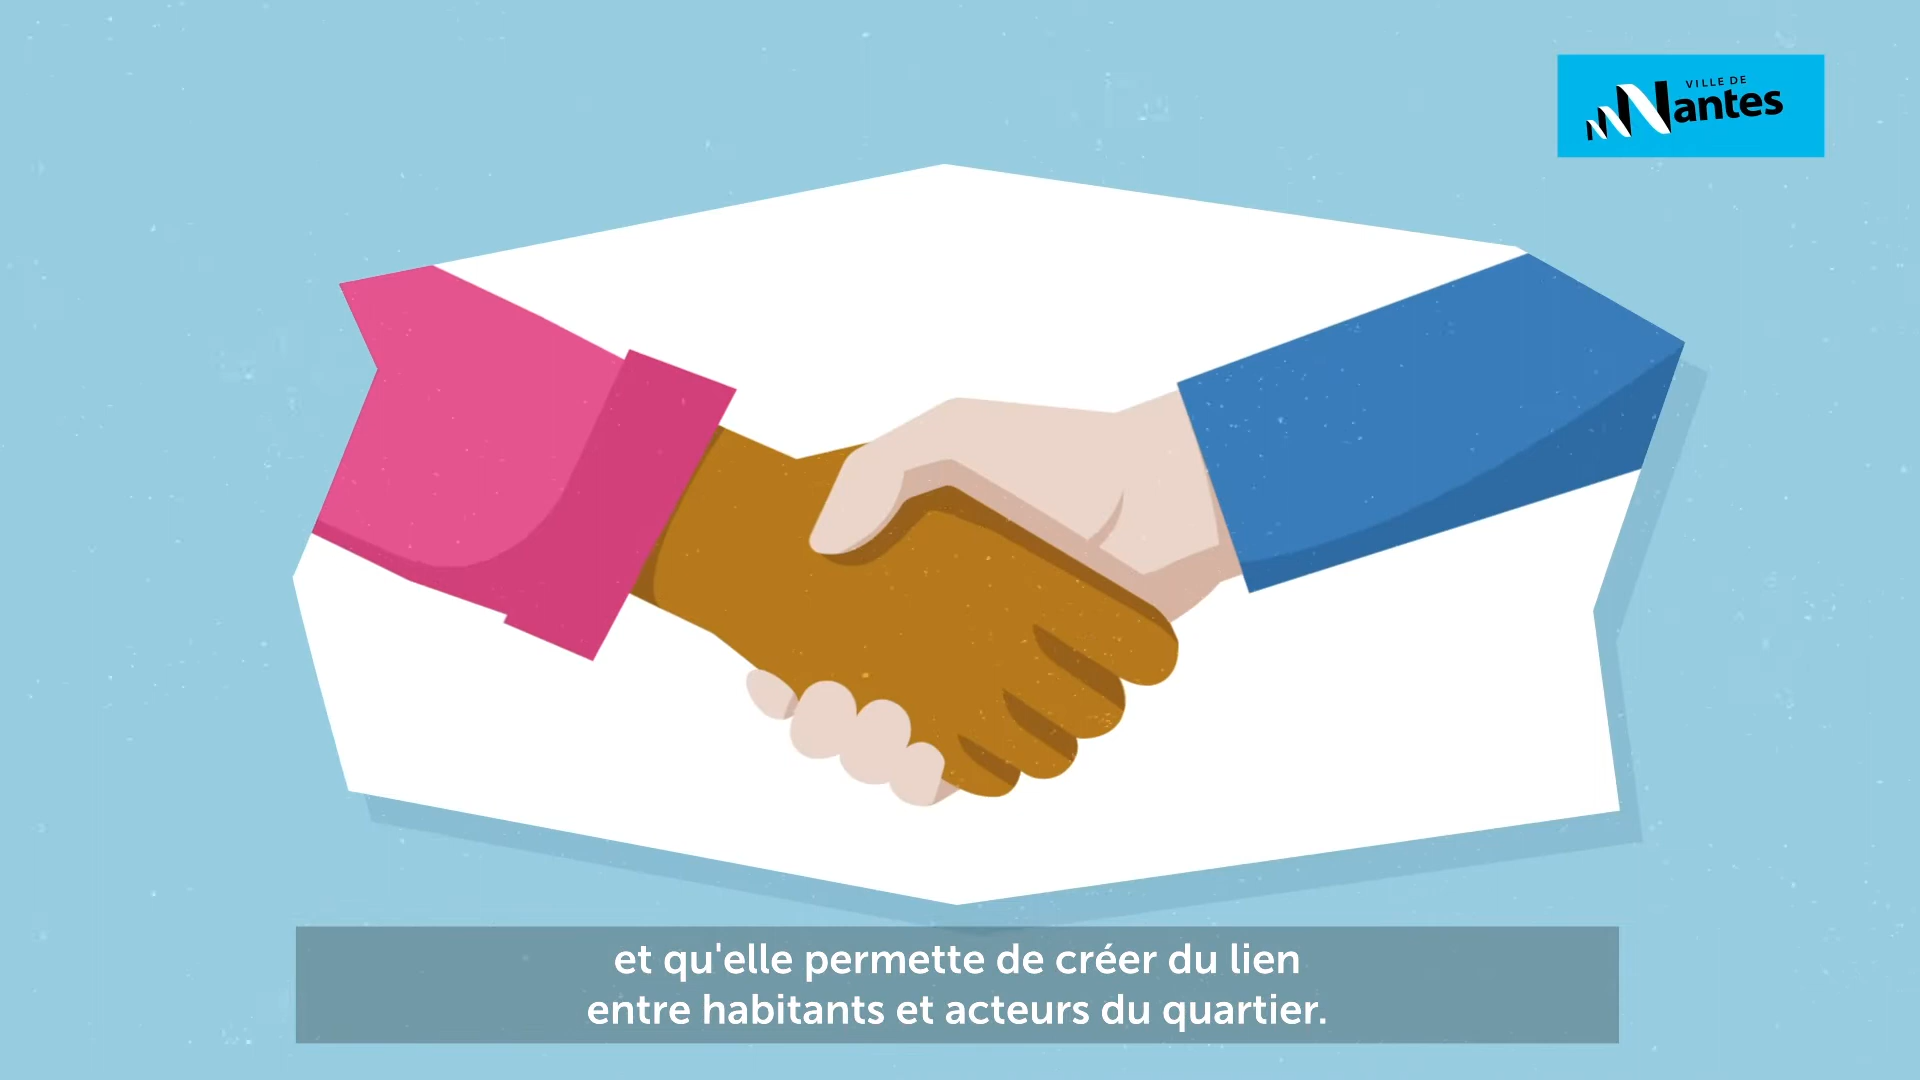 VILLE DE
Nantes
et qu'elle permette de créer du lien
entre habitants et acteurs du quartier.